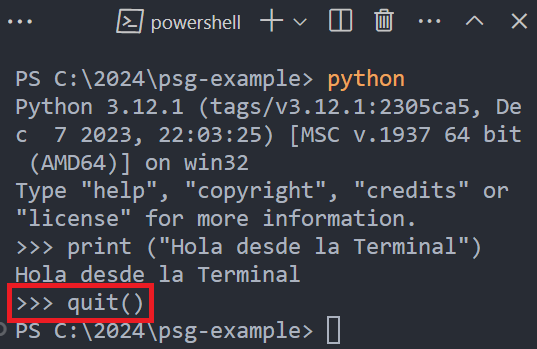 powershell
PS C:\2024\psg-example> python
Python 3.12.1 (tags/v3.12.1:2305ca5, De
c  7 2023, 22:03:25) [MSC v.1937 64 bit
 (AMD64)] on win32
Type "help", "copyright", "credits" or
"license" for more information.
>>> print ("Hola desde la Terminal")
Hola desde la Terminal
>>> quit()
PS C:\2024\psg-example>